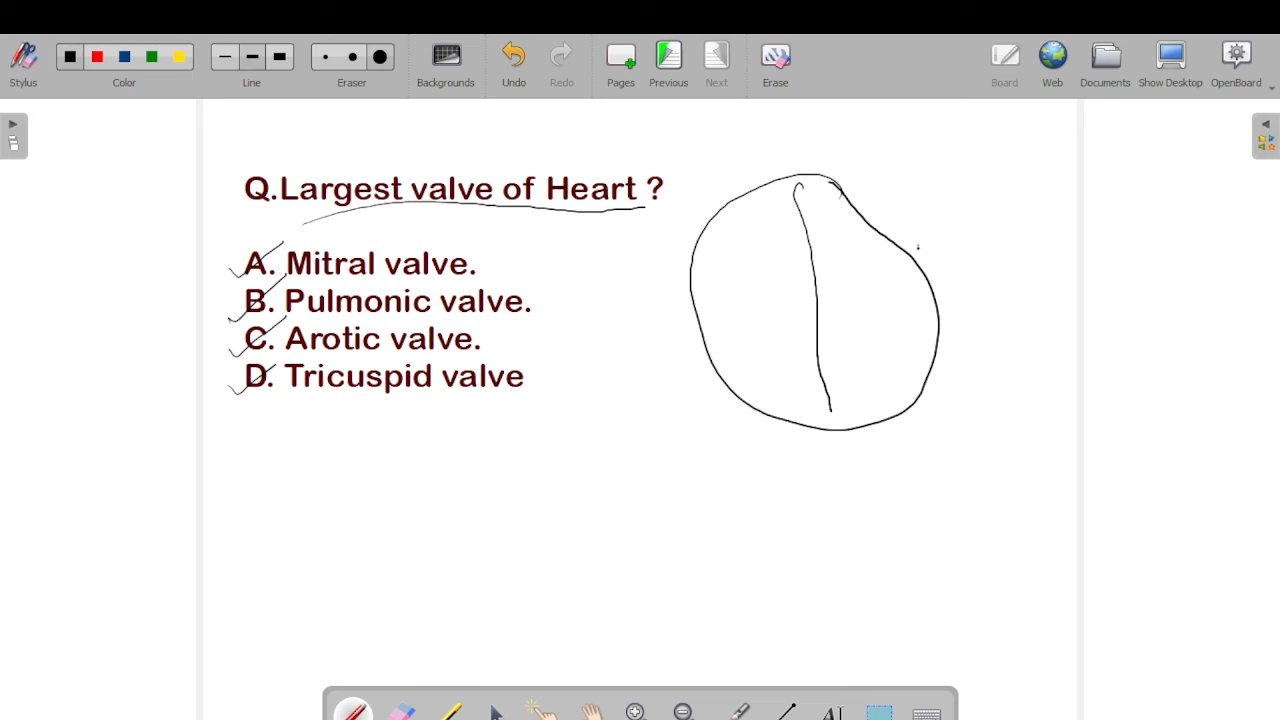 Stylus
Color
Line
Eraser
Backgrounds
Undo
Redo
Pages
Previous
Next
Erase
Board
Web
Documents
Show Desktop
OpenBoard
Q.Largest valve of Heart ?
A. Mitral valve.
B. Pulmonic valve.
C. Arotic valve.
D. Tricuspid valve